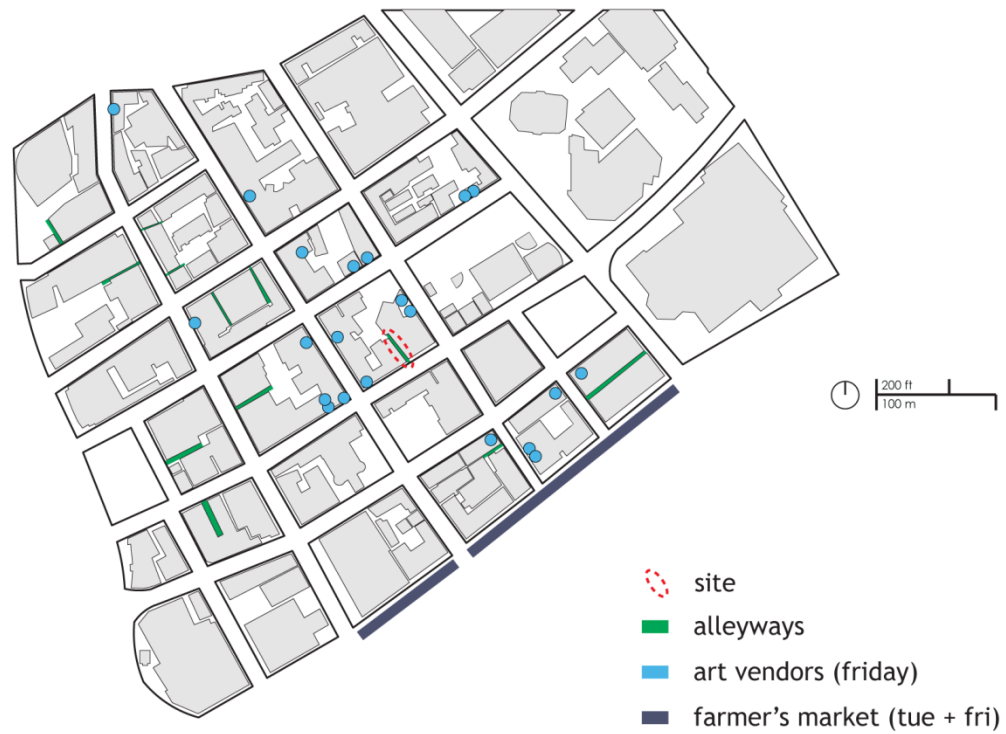 200 ft
100 m
site
alleyways
art vendors (friday)
farmer's market (tue + fri)